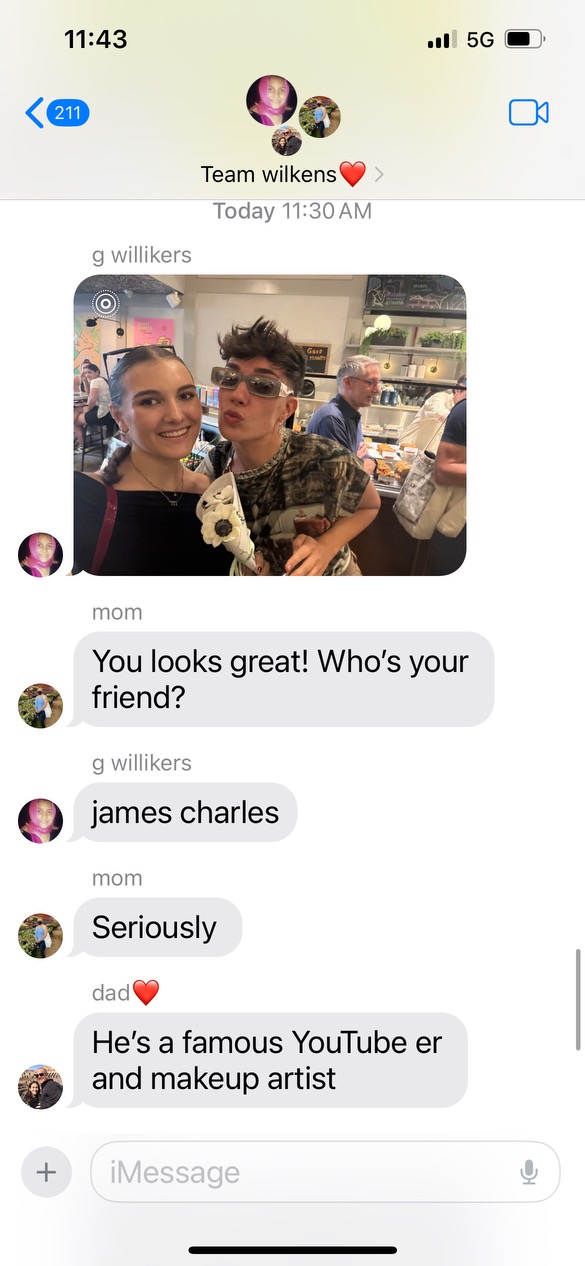 11:43
5G
211
Team wilkens❤️
Today 11:30 AM
g willikers
mom
You looks great! Who's your
friend?
g willikers
james charles
mom
Seriously
dad❤️
He's a famous YouTube er
and makeup artist
iMessage